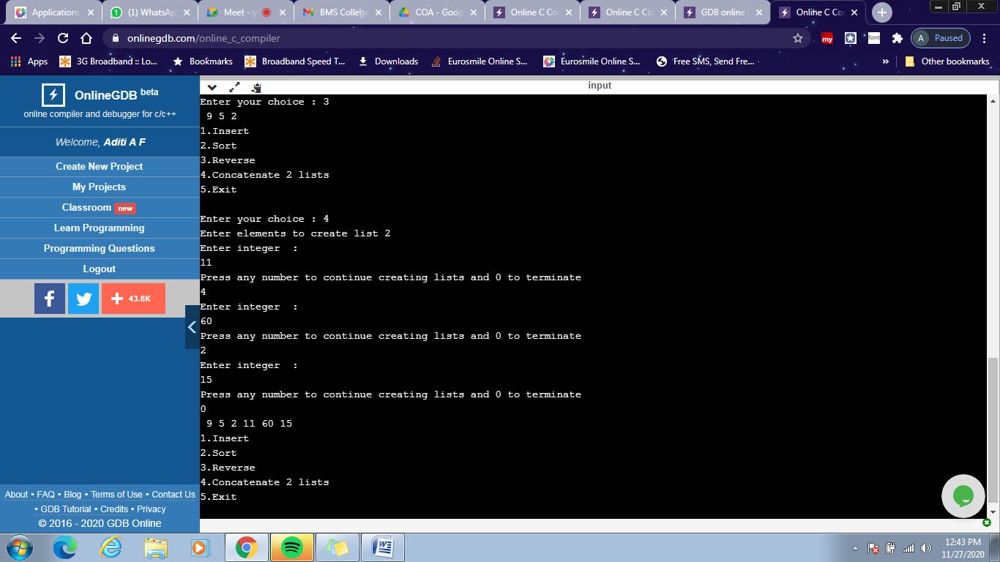 Applications
(1) WhatsAp
Meet - y
BMS Colleg
COA - Goog
Online C Co
Online C Co
GDB online
Online C Co
onlinegdb.com/online_c_compiler
my
font
A Paused
Apps
3G Broadband :: Lo...
Bookmarks
Broadband Speed T...
Downloads
Eurosmile Online S...
Eurosmile Online S...
Free SMS, Send Fre...
»
Other bookmarks
OnlineGDB beta
online compiler and debugger for c/c++
Welcome, Aditi A F
Create New Project
My Projects
Classroom new
Learn Programming
Programming Questions
Logout
f
+ 43.8K
About • FAQ • Blog • Terms of Use • Contact Us
• GDB Tutorial • Credits • Privacy
© 2016 - 2020 GDB Online
input
Enter your choice : 3
9 5 2
1.Insert
2.Sort
3.Reverse
4.Concatenate 2 lists
5.Exit
Enter your choice : 4
Enter elements to create list 2
Enter integer  :
11
Press any number to continue creating lists and 0 to terminate
4
Enter integer  :
60
Press any number to continue creating lists and 0 to terminate
2
Enter integer  :
15
Press any number to continue creating lists and 0 to terminate
0
9 5 2 11 60 15
1.Insert
2.Sort
3.Reverse
4.Concatenate 2 lists
5.Exit
12:43 PM
11/27/2020